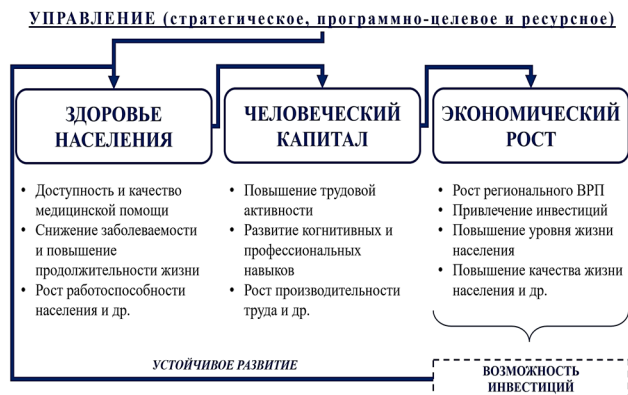 УПРАВЛЕНИЕ (стратегическое, программно-целевое и ресурсное)
ЗДОРОВЬЕ
НАСЕЛЕНИЯ
• Доступность и качество
медицинской помощи
• Снижение заболеваемости
и повышение
продолжительности жизни
• Рост работоспособности
населения и др.
ЧЕЛОВЕЧЕСКИЙ
КАПИТАЛ
• Повышение трудовой
активности
• Развитие когнитивных и
профессиональных
навыков
• Рост производительности
труда и др.
ЭКОНОМИЧЕСКИЙ
РОСТ
• Рост регионального ВРП
• Привлечение инвестиций
• Повышение уровня жизни
населения
• Повышение качества жизни
населения и др.
УСТОЙЧИВОЕ РАЗВИТИЕ
ВОЗМОЖНОСТЬ
ИНВЕСТИЦИЙ